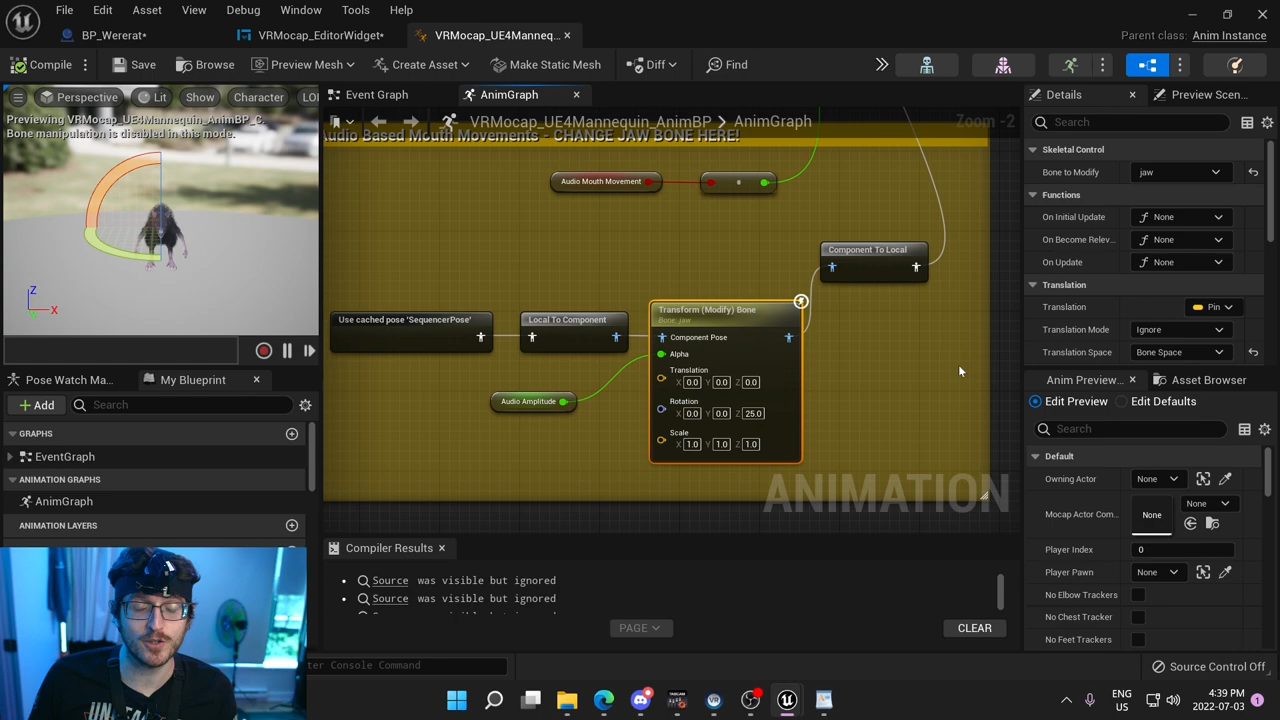 File Edit Asset View Debug Window Tools Help
BP_Wererat*
VRMocap_EditorWidget*
VRMocap_UE4Manneq...
Parent class: Anim Instance
Compile
Save
Browse
Preview Mesh
Create Asset
Make Static Mesh
Diff
Find
Perspective
Lit
Show
Character
LO
Previewing VRMocap_UE4Mannequin_AnimBP_C.
Bone manipulation is disabled in this mode.
Z
X
Event Graph
AnimGraph
VRMocap_UE4Mannequin_AnimBP > AnimGraph
Zoom -2
Audio Based Mouth Movements - CHANGE JAW BONE HERE!
Audio Mouth Movement
Component To Local
Use cached pose 'SequencerPose'
Local To Component
Transform (Modify) Bone
Bone: jaw
Component Pose
Alpha
Audio Amplitude
Translation
X 0.0 Y 0.0 Z 0.0
Rotation
X 0.0 Y 0.0 Z 25.0
Scale
X 1.0 Y 1.0 Z 1.0
ANIMATION
Pose Watch Ma...
My Blueprint
Add
Search
GRAPHS
EventGraph
ANIMATION GRAPHS
AnimGraph
ANIMATION LAYERS
Compiler Results
Source was visible but ignored
Source was visible but ignored
PAGE
CLEAR
ter Console Command
Details
Preview Scen...
Search
Skeletal Control
Bone to Modify jaw
Functions
On Initial Update None
On Become Relev... None
On Update None
Translation
Translation Pin
Translation Mode Ignore
Translation Space Bone Space
Anim Preview...
Asset Browser
Edit Preview Edit Defaults
Search
Default
Owning Actor None
Mocap Actor Com... None None
Player Index 0
Player Pawn None
No Elbow Trackers
No Chest Tracker
No Feet Trackers
Source Control Off
TASCAM
VR
ENG
US
4:39 PM
2022-07-03
1